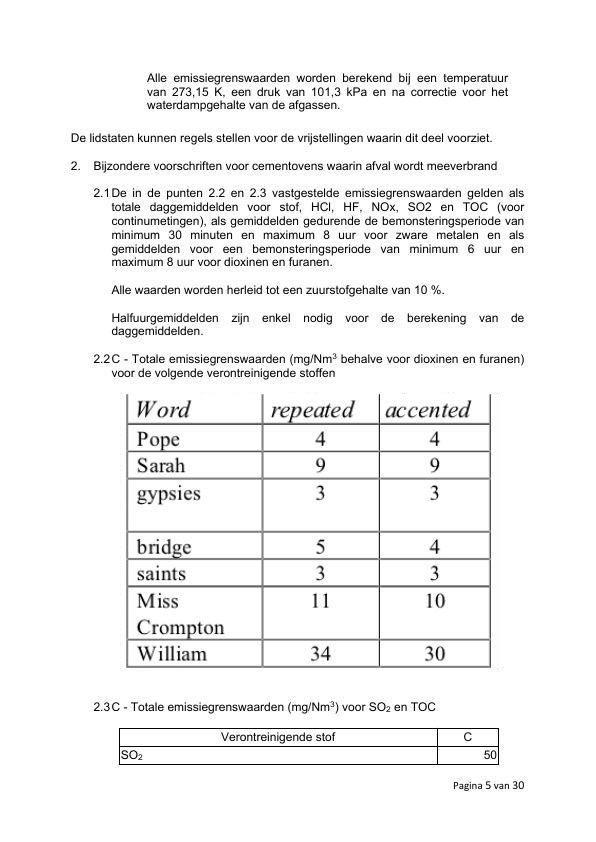 Alle emissiegrenswaarden worden berekend bij een temperatuur
van 273,15 K, een druk van 101,3 kPa en na correctie voor het
waterdampgehalte van de afgassen.
De lidstaten kunnen regels stellen voor de vrijstellingen waarin dit deel voorziet.
2. Bijzondere voorschriften voor cementovens waarin afval wordt meeverbrand
2.1 De in de punten 2.2 en 2.3 vastgestelde emissiegrenswaarden gelden als
totale daggemiddelden voor stof, HCl, HF, NOx, SO2 en TOC (voor
continumetingen), als gemiddelden gedurende de bemonsteringsperiode van
minimum 30 minuten en maximum 8 uur voor zware metalen en als
gemiddelden voor een bemonsteringsperiode van minimum 6 uur en
maximum 8 uur voor dioxinen en furanen.
Alle waarden worden herleid tot een zuurstofgehalte van 10 %.
Halfuurgemiddelden zijn enkel nodig voor de berekening van de
daggemiddelden.
2.2 C - Totale emissiegrenswaarden (mg/Nm³ behalve voor dioxinen en furanen)
voor de volgende verontreinigende stoffen
Word repeated accented
Pope 4 4
Sarah 9 9
gypsies 3 3
bridge 5 4
saints 3 3
Miss 11 10
Crompton
William 34 30
2.3 C - Totale emissiegrenswaarden (mg/Nm³) voor SO₂ en TOC
Verontreinigende stof C
SO₂ 50
Pagina 5 van 30